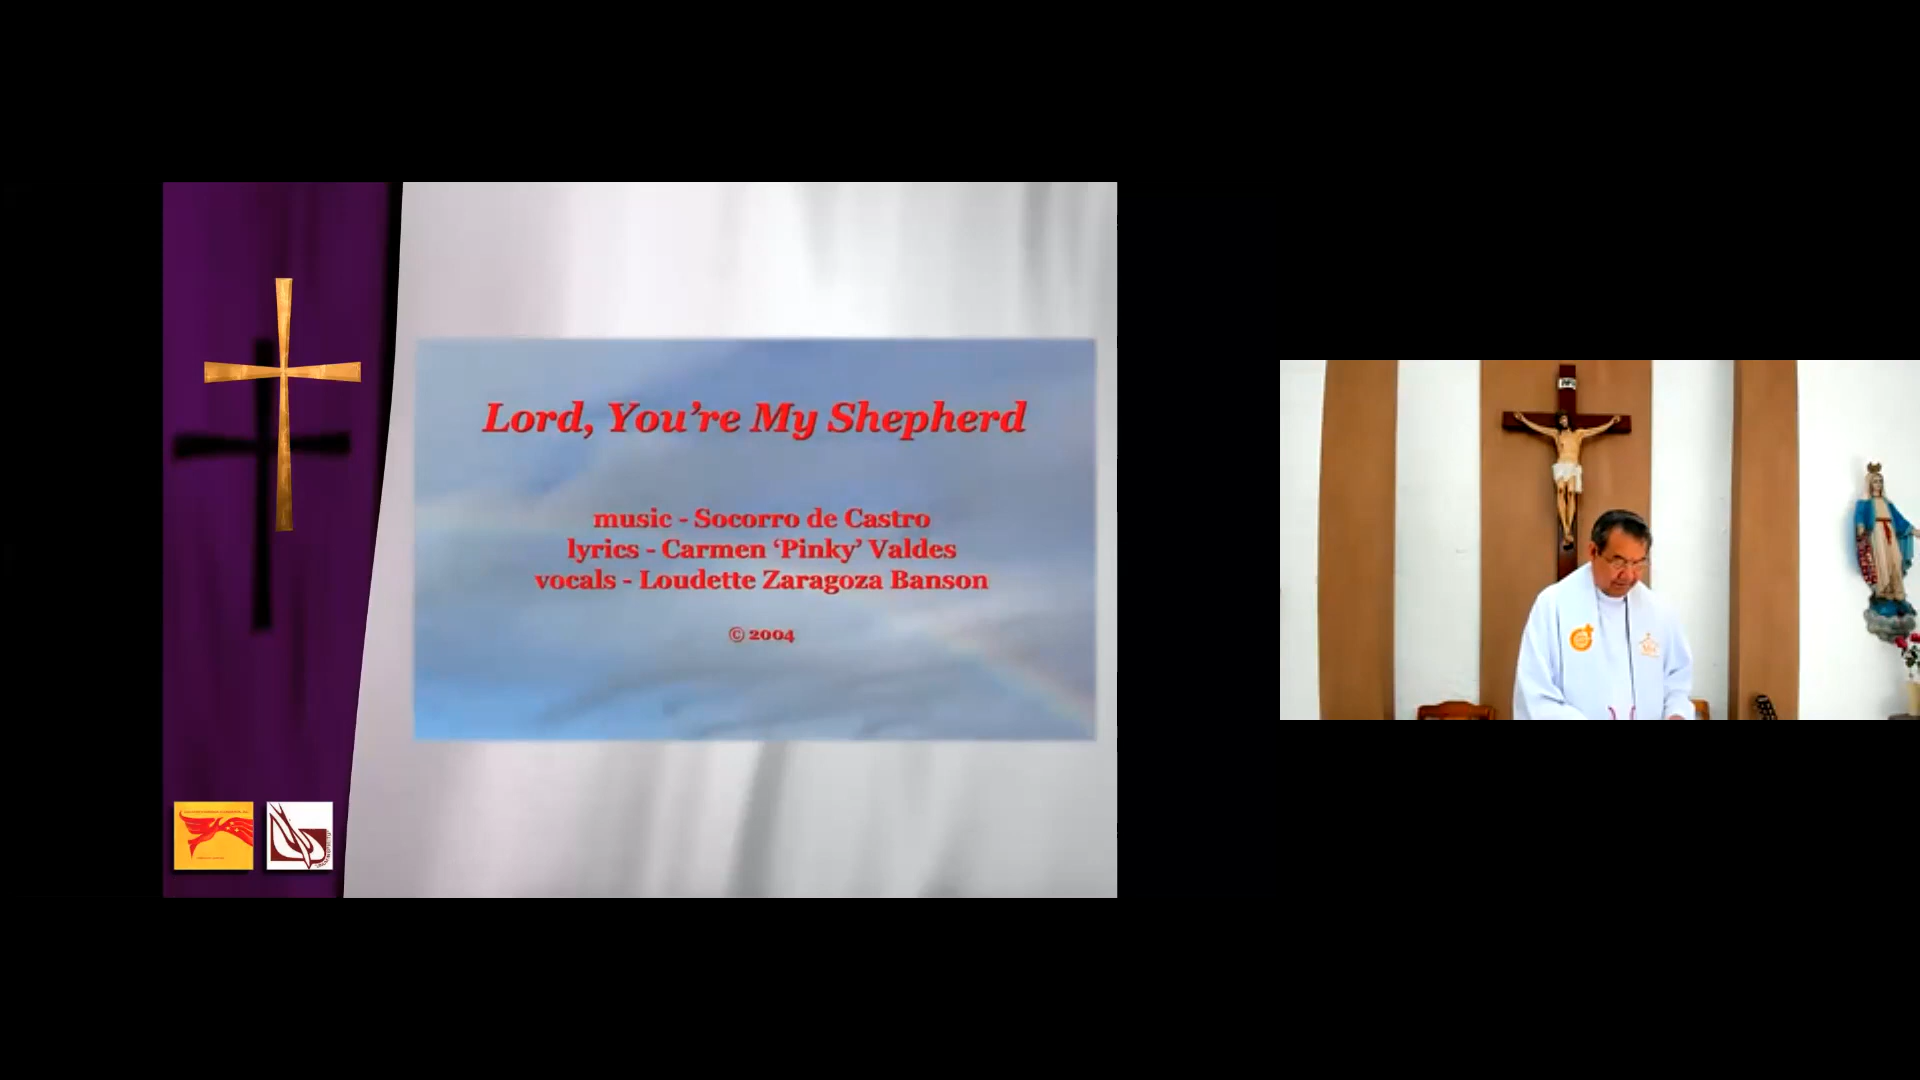 Lord, You're My Shepherd
music - Socorro de Castro
lyrics - Carmen ‘Pinky’ Valdes
vocals - Loudette Zaragoza Banson
© 2004